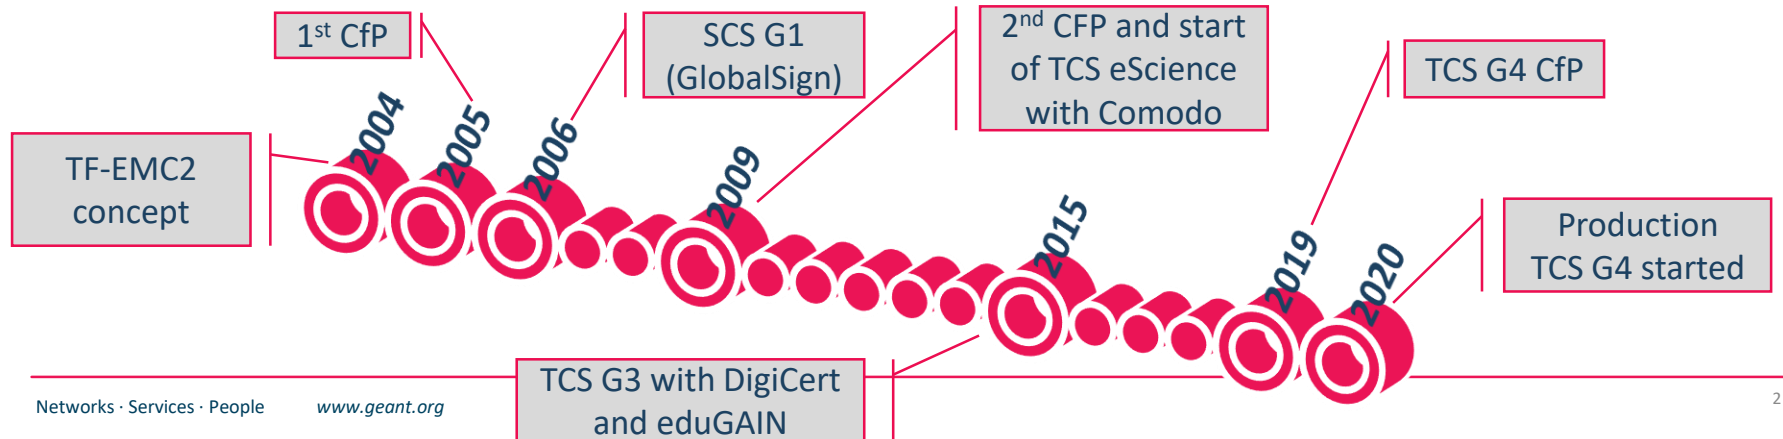 1st CfP
SCS G1
(GlobalSign)
2nd CFP and start
of TCS eScience
with Comodo
TCS G4 CfP
TF-EMC2
concept
2004
2005
2006
2009
2015
2019
2020
Production
TCS G4 started
TCS G3 with DigiCert
and eduGAIN
Networks · Services · People www.geant.org
2